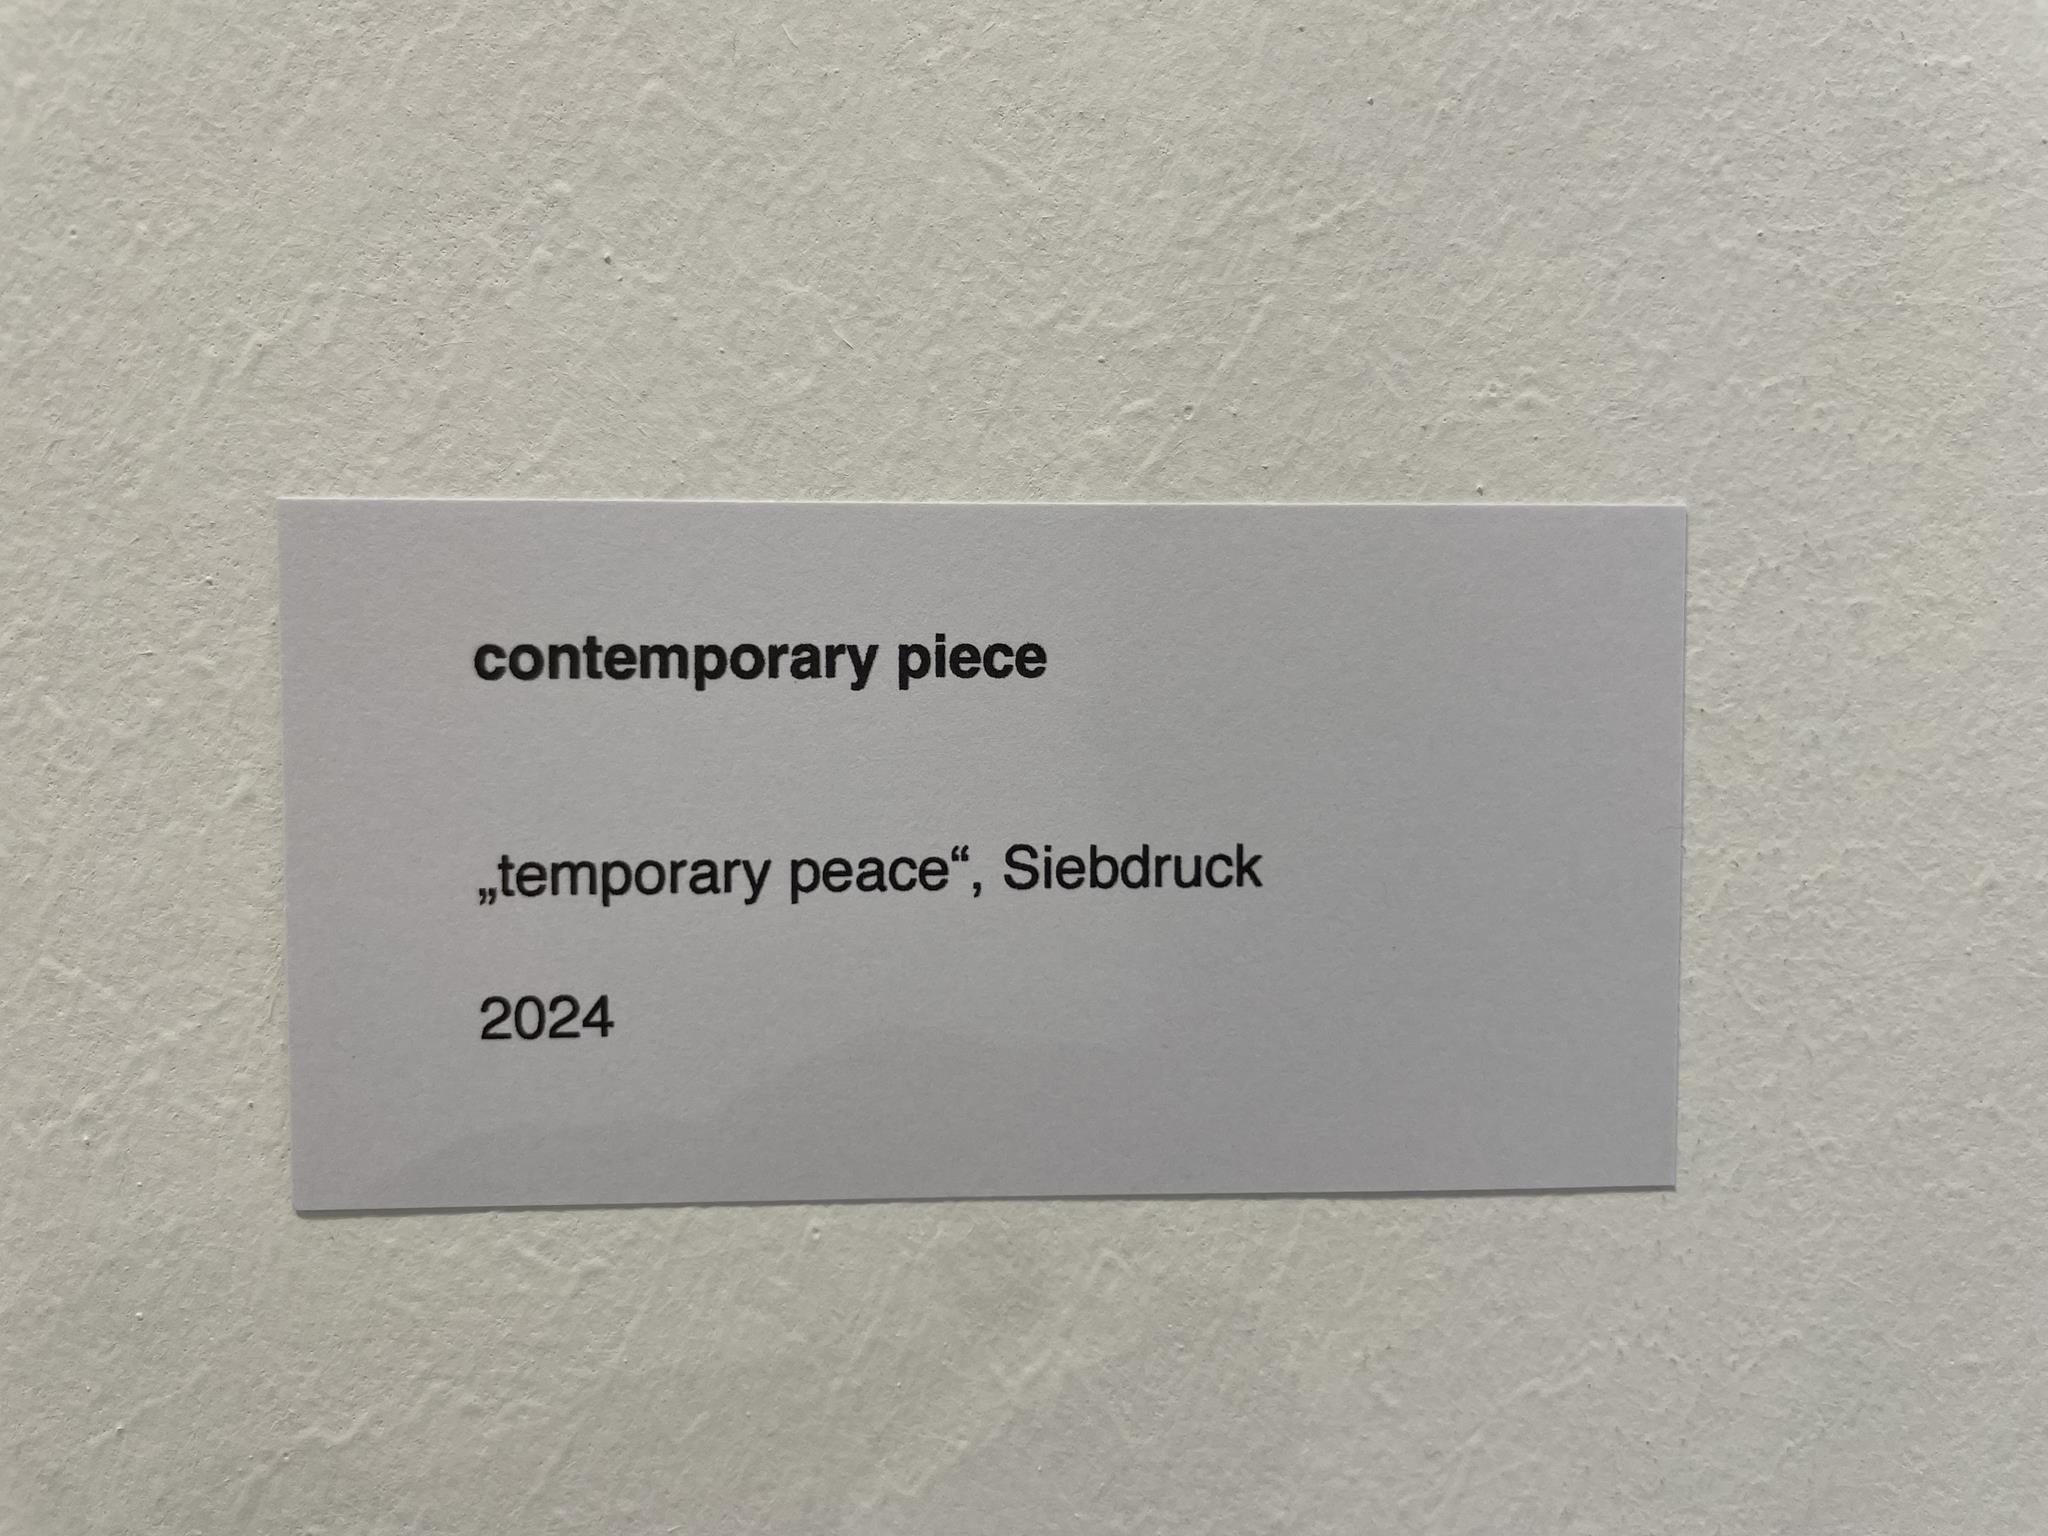 contemporary piece
„temporary peace“, Siebdruck
2024